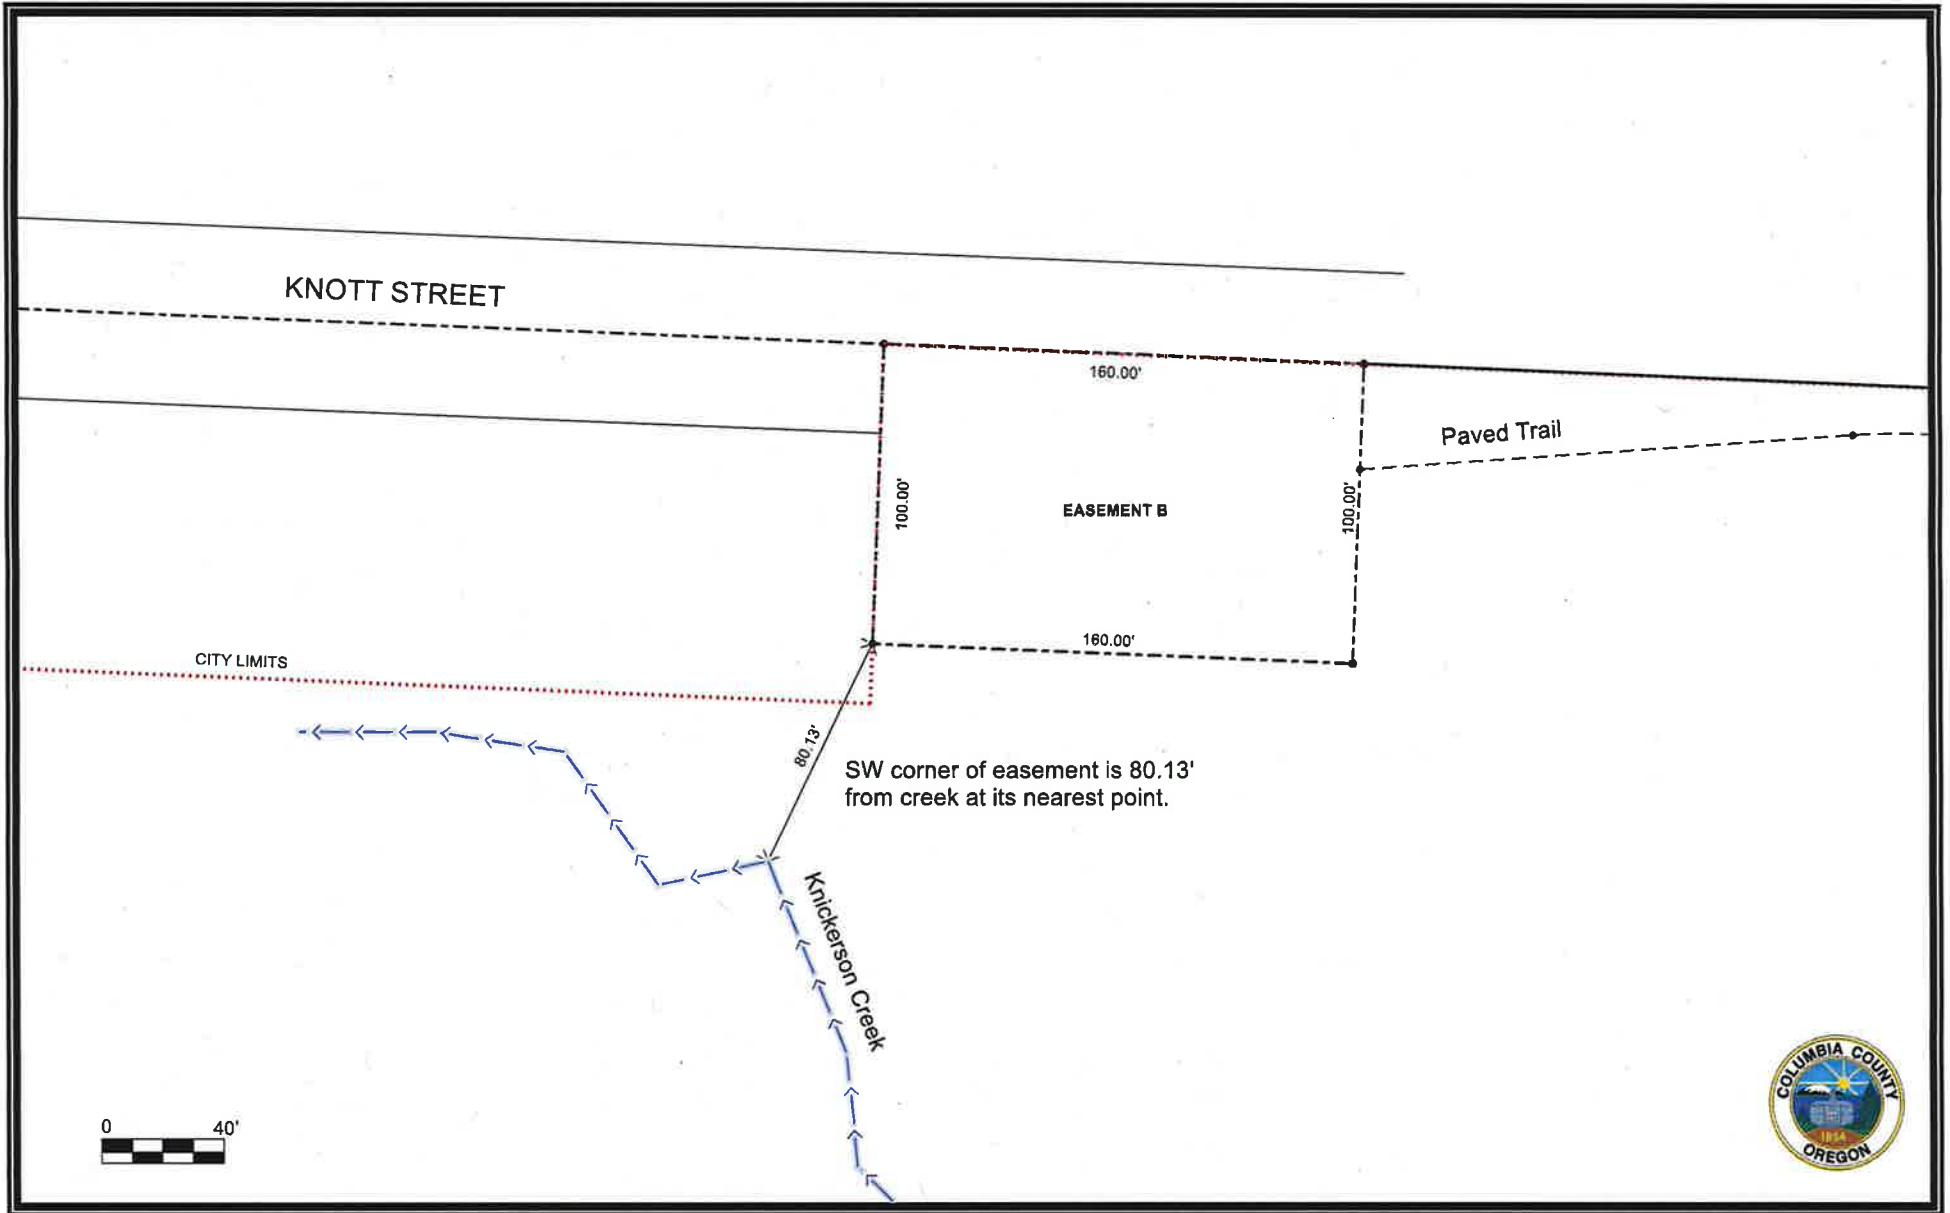 KNOTT STREET
160.00'
Paved Trail
100.00'
100.00'
EASEMENT B
160.00'
CITY LIMITS
80.13'
SW corner of easement is 80.13'
from creek at its nearest point.
Knickerson Creek
0 40'
COLUMBIA COUNTY
1854
OREGON